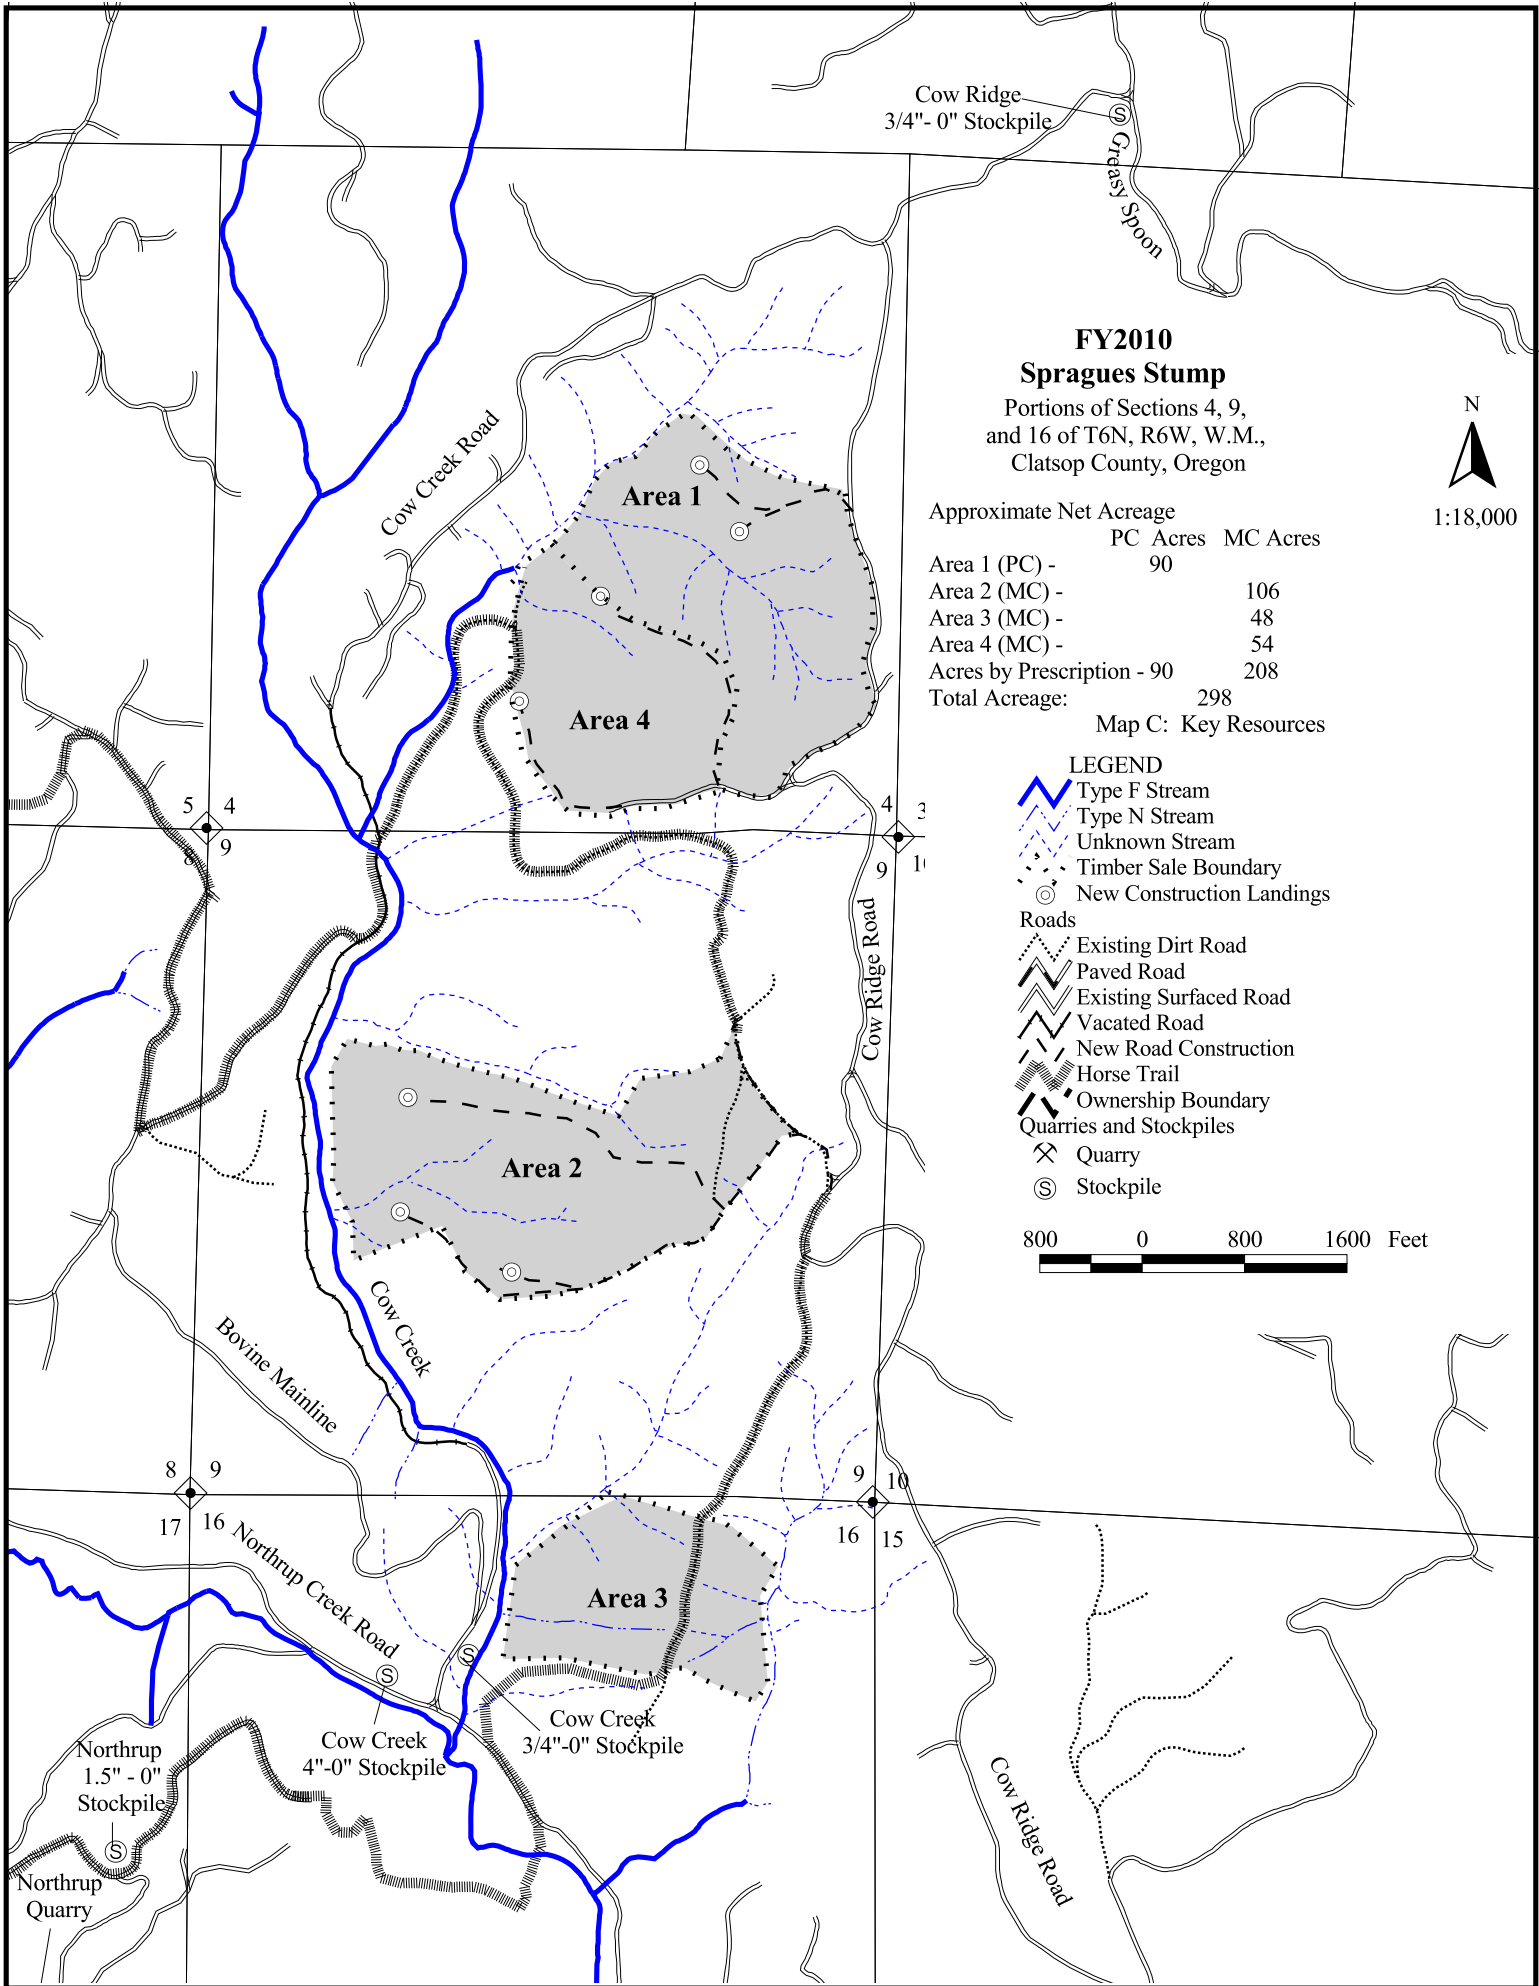 Cow Ridge
3/4"- 0" Stockpile
S
Greasy Spoon
FY2010
Spragues Stump
Portions of Sections 4, 9,
and 16 of T6N, R6W, W.M.,
Clatsop County, Oregon
N
1:18,000
Approximate Net Acreage
PC Acres MC Acres
Area 1 (PC) - 90
Area 2 (MC) - 106
Area 3 (MC) - 48
Area 4 (MC) - 54
Acres by Prescription - 90 208
Total Acreage: 298
Map C: Key Resources
LEGEND
Type F Stream
Type N Stream
Unknown Stream
Timber Sale Boundary
New Construction Landings
Roads
Existing Dirt Road
Paved Road
Existing Surfaced Road
Vacated Road
New Road Construction
Horse Trail
Ownership Boundary
Quarries and Stockpiles
Quarry
S Stockpile
800 0 800 1600 Feet
Cow Creek Road
Area 1
Area 4
5 4
8 9
4 3
9
Cow Ridge Road
Area 2
Cow Creek
Bovine Mainline
8 9
17 16
9 10
16 15
Northrup Creek Road
Area 3
S
S
Cow Creek
3/4"-0" Stockpile
Cow Creek
4"-0" Stockpile
Northrup
1.5" - 0"
Stockpile
S
Northrup
Quarry
Cow Ridge Road